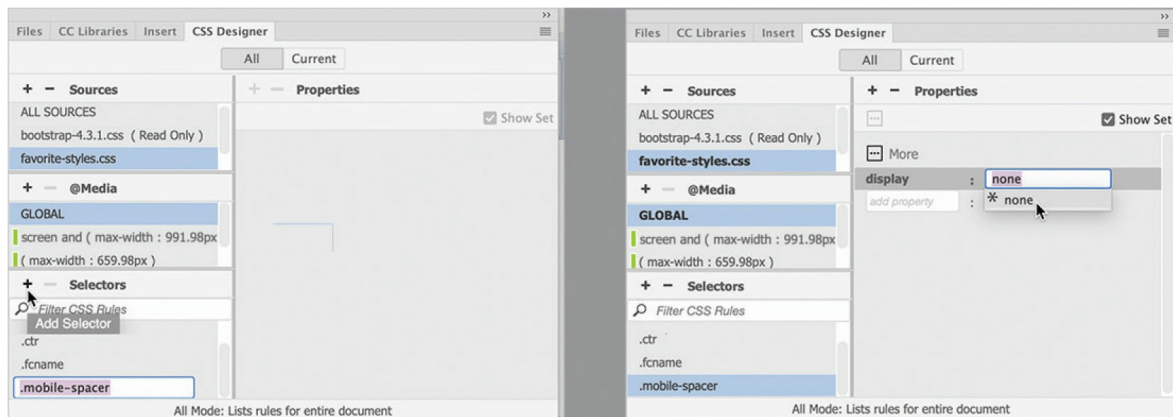 »
Files CC Libraries Insert CSS Designer
All Current
+ − Sources
ALL SOURCES
bootstrap-4.3.1.css ( Read Only )
favorite-styles.css
+ − @Media
GLOBAL
screen and ( max-width : 991.98px
( max-width : 659.98px )
+ − Selectors
Filter CSS Rules
Add Selector
.ctr
.fcname
.mobile-spacer
+ − Properties
Show Set
All Mode: Lists rules for entire document
»
Files CC Libraries Insert CSS Designer
All Current
+ − Sources
ALL SOURCES
bootstrap-4.3.1.css ( Read Only )
favorite-styles.css
+ − @Media
GLOBAL
screen and ( max-width : 991.98px
( max-width : 659.98px )
+ − Selectors
Filter CSS Rules
.ctr
.fcname
.mobile-spacer
+ − Properties
Show Set
More
display : none
add property : * none
All Mode: Lists rules for entire document